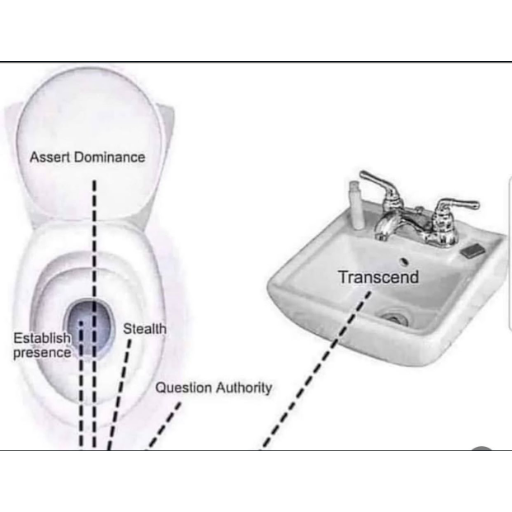 Assert Dominance
Transcend
Stealth
Establish
presence
Question Authority